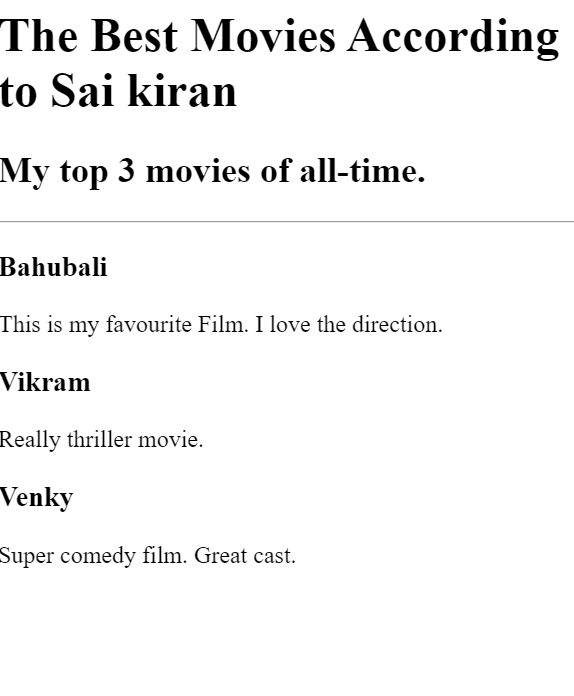 The Best Movies According
to Sai kiran
My top 3 movies of all-time.
Bahubali
This is my favourite Film. I love the direction.
Vikram
Really thriller movie.
Venky
Super comedy film. Great cast.